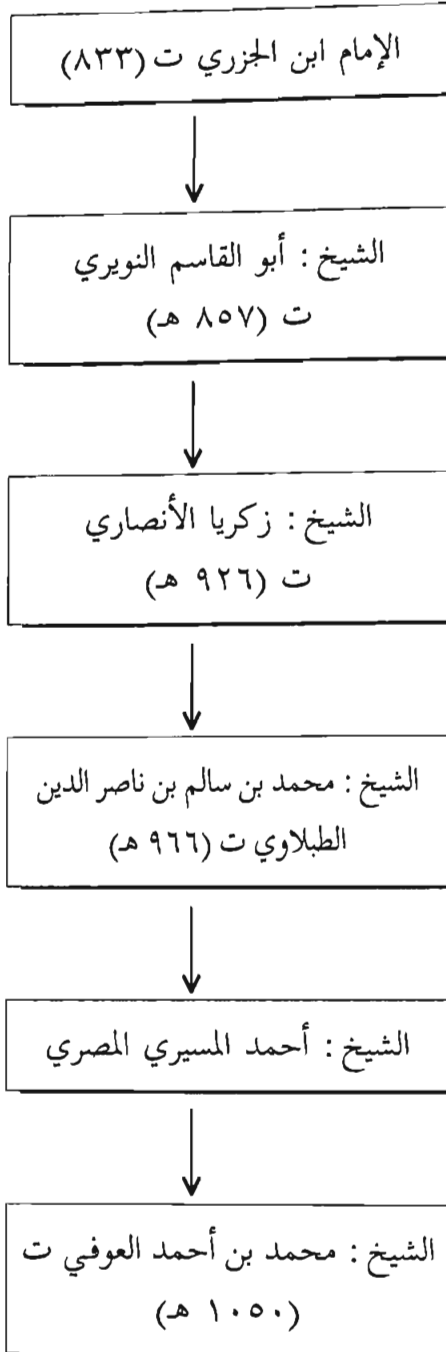 الإمام ابن الجزري ت (٨٣٣)
الشيخ : أبو القاسم النويري
ت (٨٥٧ هـ)
الشيخ : زكريا الأنصاري
ت (٩٢٦ هـ)
الشيخ : محمد بن سالم بن ناصر الدين
الطبلاوي ت (٩٦٦ هـ)
الشيخ : أحمد المسيري المصري
الشيخ : محمد بن أحمد العوفي ت
(١٠٥٠ هـ)